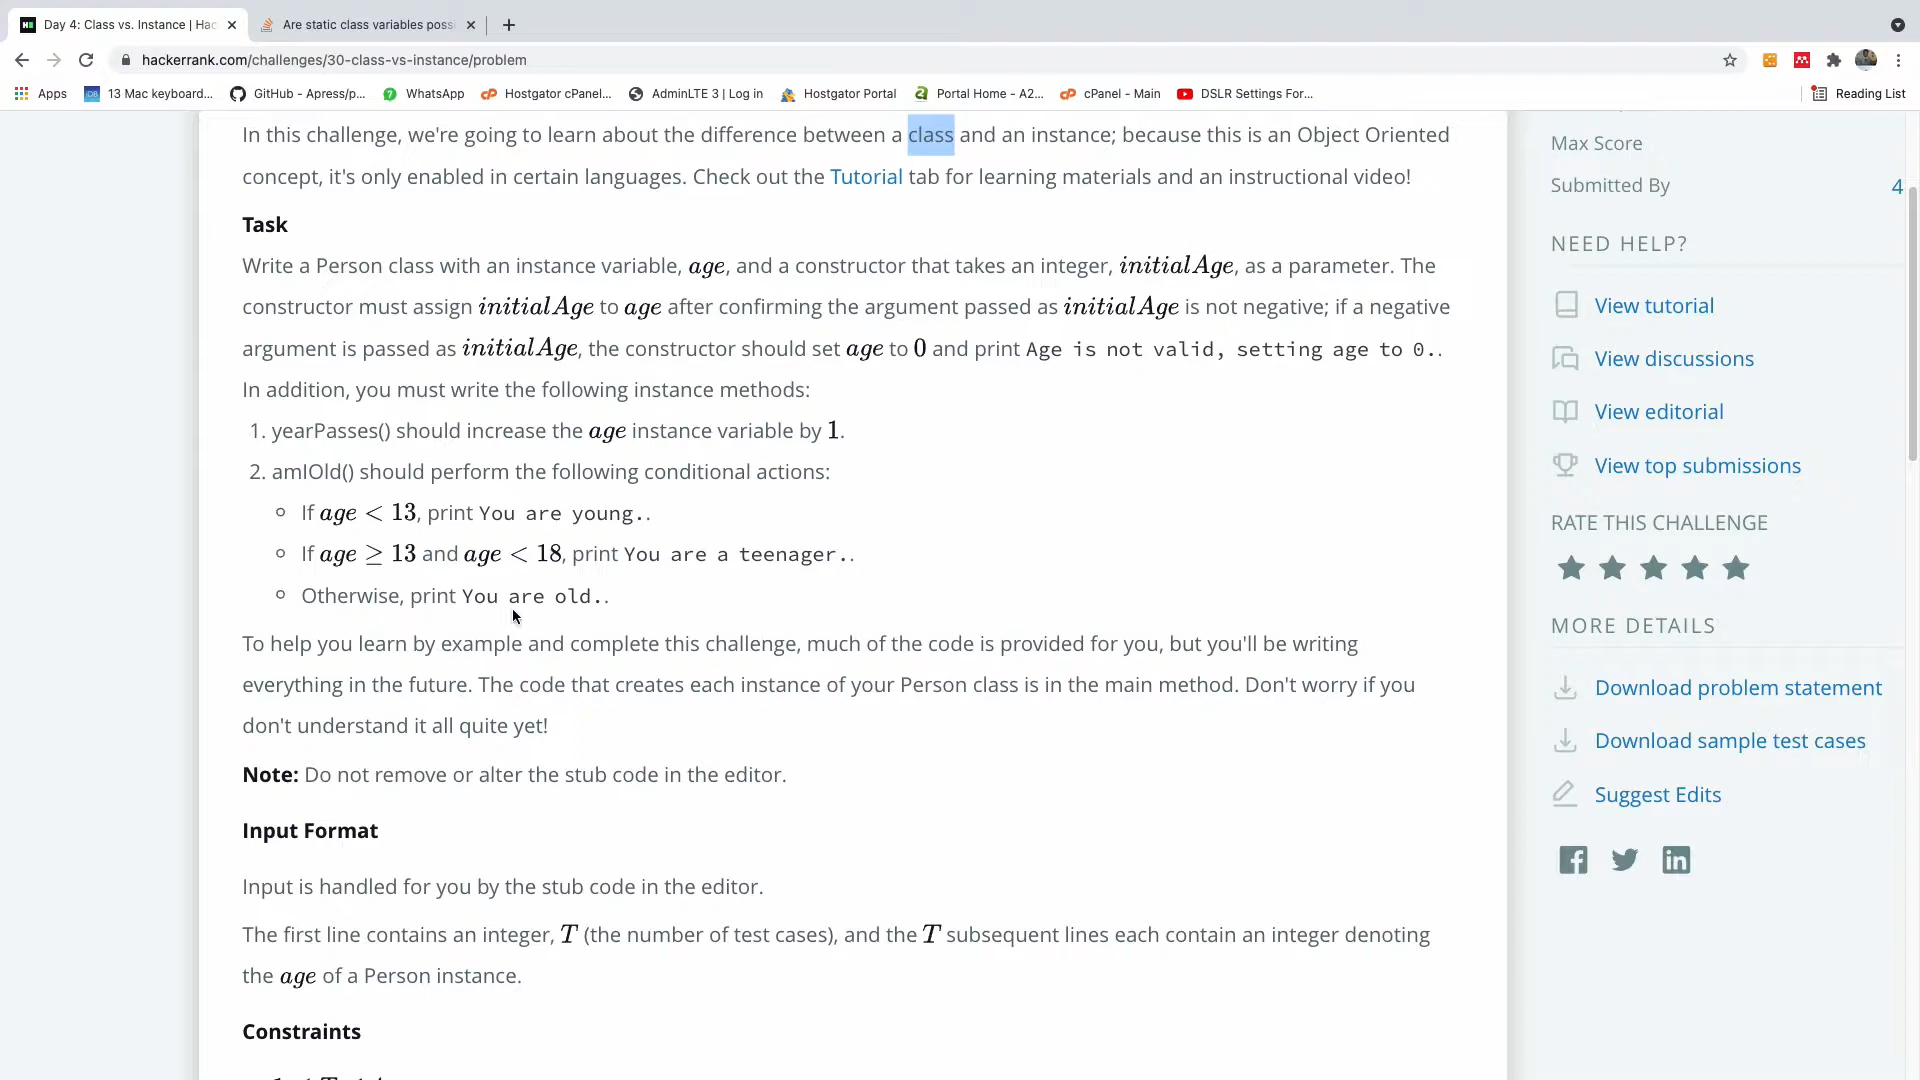 Day 4: Class vs. Instance | Hac
Are static class variables possi
hackerrank.com/challenges/30-class-vs-instance/problem
Apps
13 Mac keyboard...
GitHub - Apress/p...
WhatsApp
Hostgator cPanel...
AdminLTE 3 | Log in
Hostgator Portal
Portal Home - A2...
cPanel - Main
DSLR Settings For...
Reading List
In this challenge, we're going to learn about the difference between a class and an instance; because this is an Object Oriented
concept, it's only enabled in certain languages. Check out the Tutorial tab for learning materials and an instructional video!
Task
Write a Person class with an instance variable, age, and a constructor that takes an integer, initialAge, as a parameter. The
constructor must assign initialAge to age after confirming the argument passed as initialAge is not negative; if a negative
argument is passed as initialAge, the constructor should set age to 0 and print Age is not valid, setting age to 0..
In addition, you must write the following instance methods:
1. yearPasses() should increase the age instance variable by 1.
2. amIOld() should perform the following conditional actions:
If age < 13, print You are young..
If age ≥ 13 and age < 18, print You are a teenager..
Otherwise, print You are old..
To help you learn by example and complete this challenge, much of the code is provided for you, but you'll be writing
everything in the future. The code that creates each instance of your Person class is in the main method. Don't worry if you
don't understand it all quite yet!
Note: Do not remove or alter the stub code in the editor.
Input Format
Input is handled for you by the stub code in the editor.
The first line contains an integer, T (the number of test cases), and the T subsequent lines each contain an integer denoting
the age of a Person instance.
Constraints
Max Score
Submitted By 4
NEED HELP?
View tutorial
View discussions
View editorial
View top submissions
RATE THIS CHALLENGE
MORE DETAILS
Download problem statement
Download sample test cases
Suggest Edits